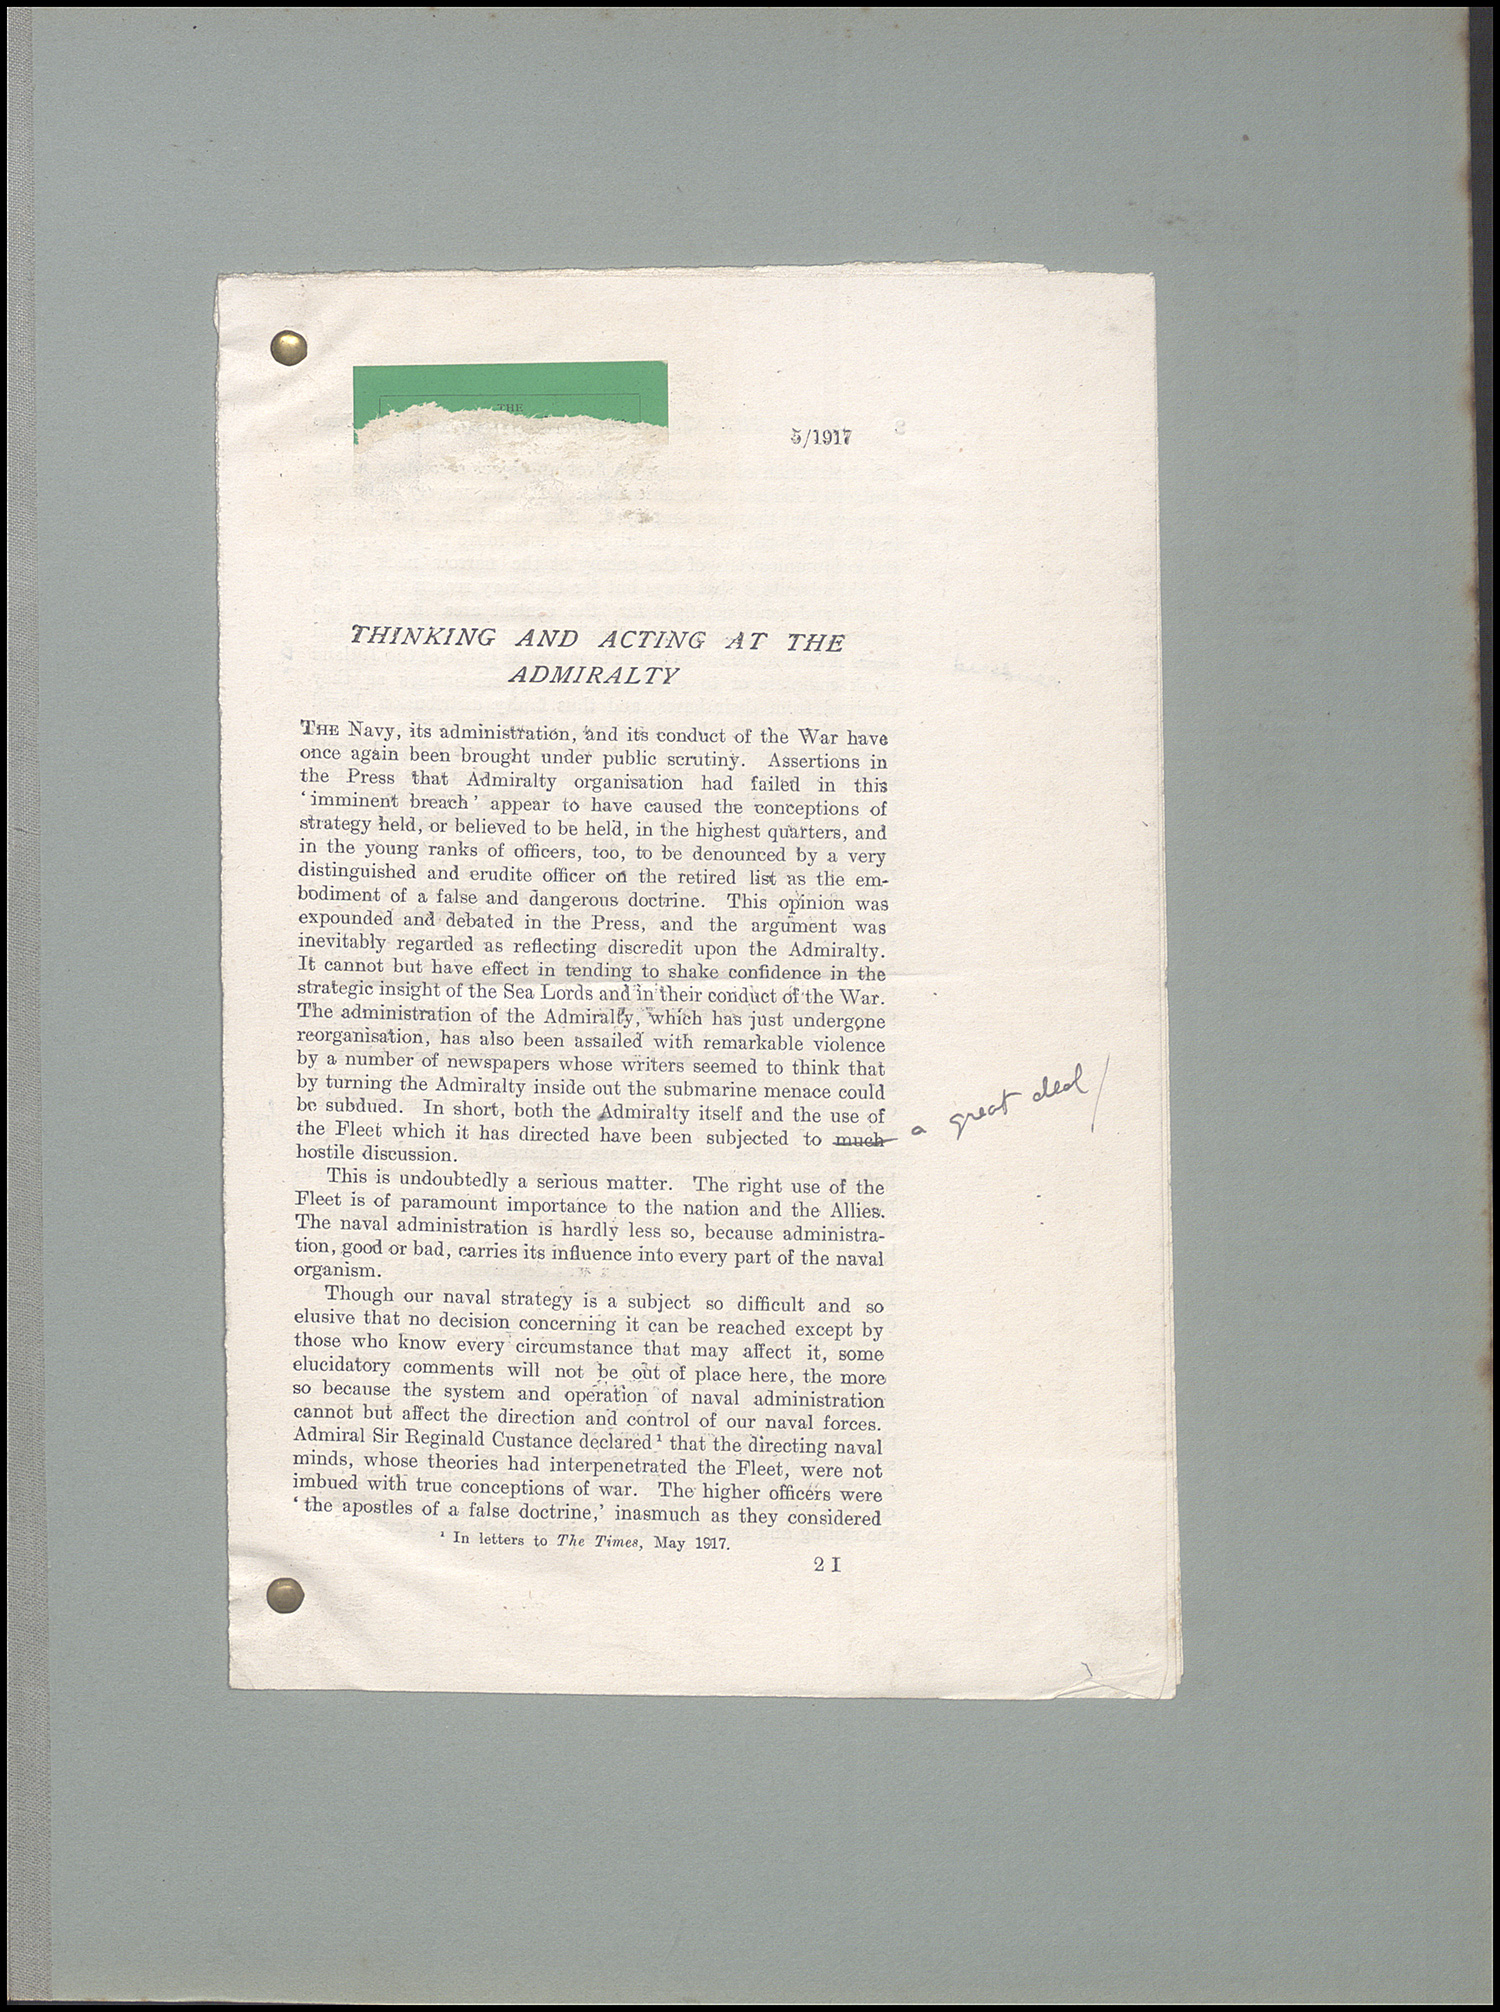 THE
5/1917
THINKING AND ACTING AT THE
ADMIRALTY
THE Navy, its administration, and its conduct of the War have
once again been brought under public scrutiny. Assertions in
the Press that Admiralty organisation had failed in this
‘imminent breach’ appear to have caused the conceptions of
strategy held, or believed to be held, in the highest quarters, and
in the young ranks of officers, too, to be denounced by a very
distinguished and erudite officer on the retired list as the em-
bodiment of a false and dangerous doctrine. This opinion was
expounded and debated in the Press, and the argument was
inevitably regarded as reflecting discredit upon the Admiralty.
It cannot but have effect in tending to shake confidence in the
strategic insight of the Sea Lords and in their conduct of the War.
The administration of the Admiralty, which has just undergone
reorganisation, has also been assailed with remarkable violence
by a number of newspapers whose writers seemed to think that
by turning the Admiralty inside out the submarine menace could
be subdued. In short, both the Admiralty itself and the use of
the Fleet which it has directed have been subjected to much a great deal/
hostile discussion.
This is undoubtedly a serious matter. The right use of the
Fleet is of paramount importance to the nation and the Allies.
The naval administration is hardly less so, because administra-
tion, good or bad, carries its influence into every part of the naval
organism.
Though our naval strategy is a subject so difficult and so
elusive that no decision concerning it can be reached except by
those who know every circumstance that may affect it, some
elucidatory comments will not be out of place here, the more
so because the system and operation of naval administration
cannot but affect the direction and control of our naval forces.
Admiral Sir Reginald Custance declared¹ that the directing naval
minds, whose theories had interpenetrated the Fleet, were not
imbued with true conceptions of war. The higher officers were
‘the apostles of a false doctrine,’ inasmuch as they considered
¹ In letters to The Times, May 1917.
2 I